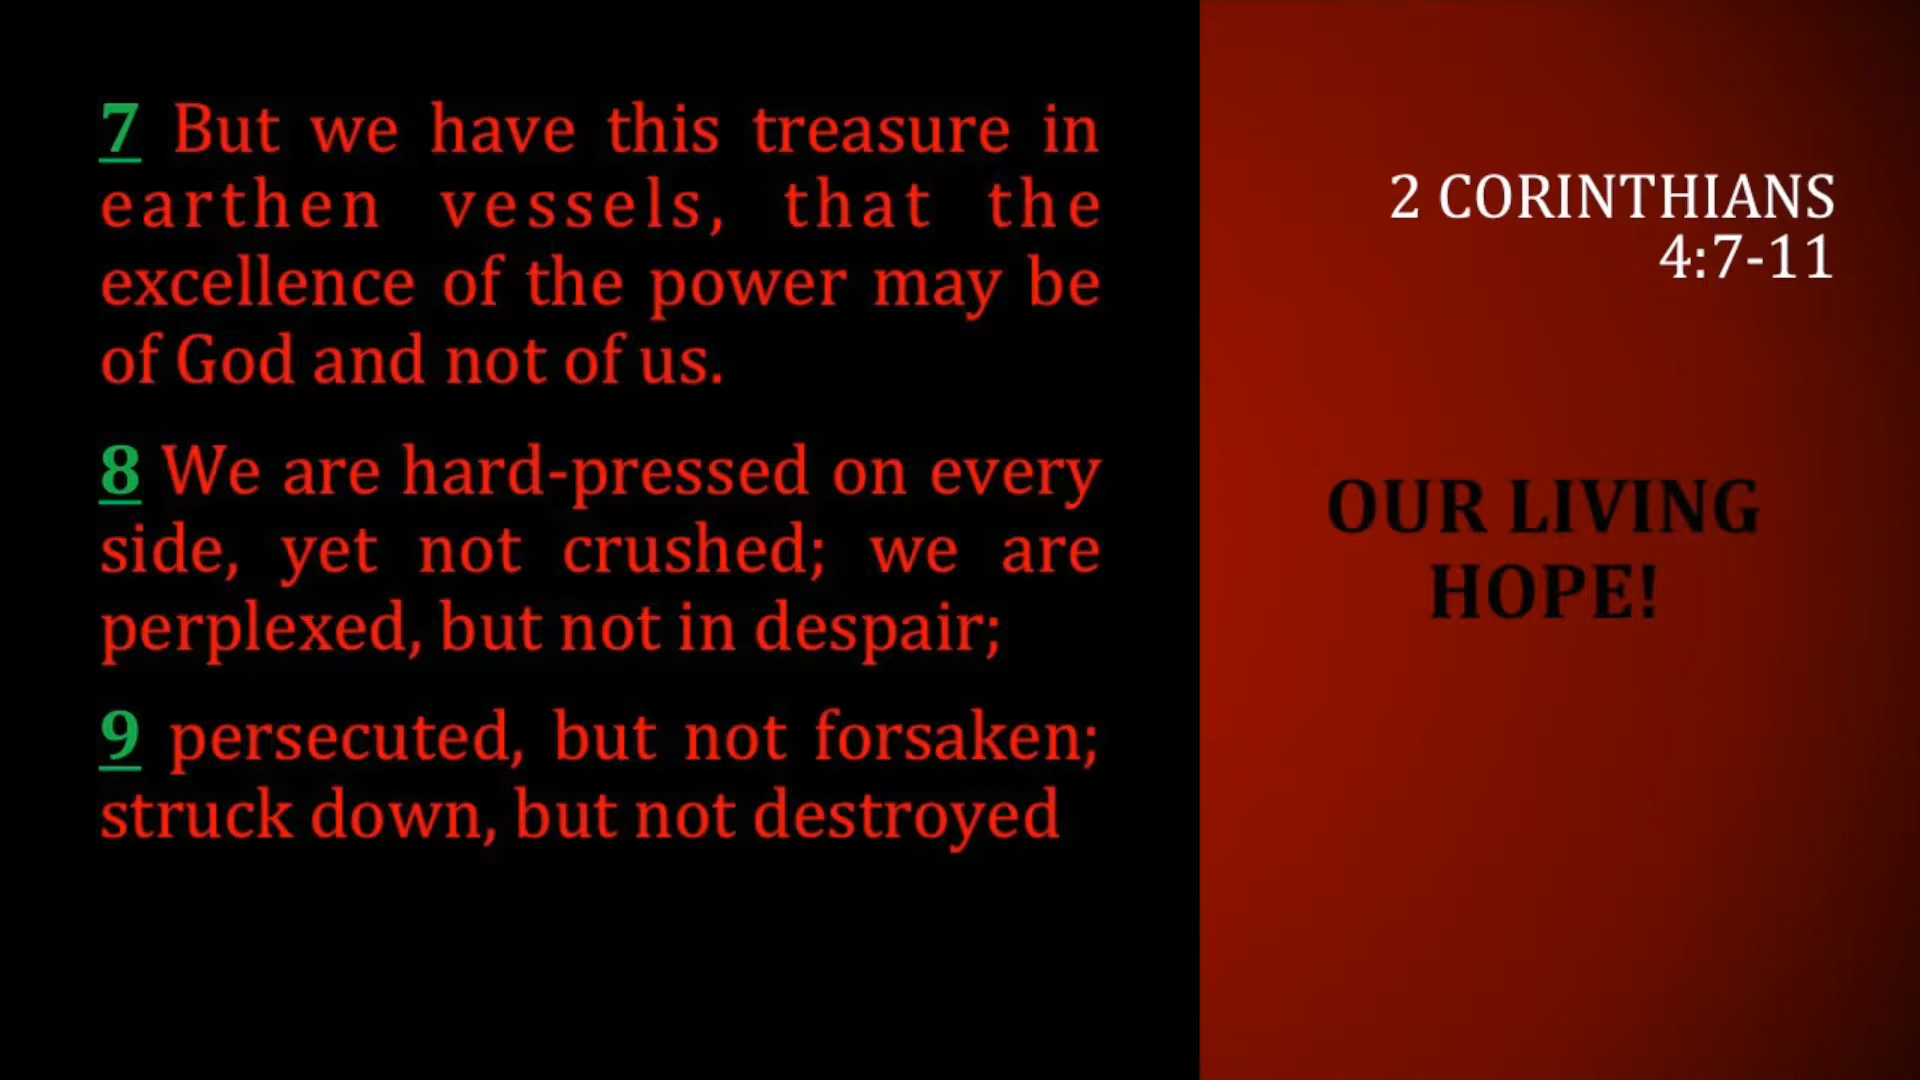 7 But we have this treasure in
earthen vessels, that the
excellence of the power may be
of God and not of us.
8 We are hard-pressed on every
side, yet not crushed; we are
perplexed, but not in despair;
9 persecuted, but not forsaken;
struck down, but not destroyed
2 CORINTHIANS
4:7-11
OUR LIVING
HOPE!